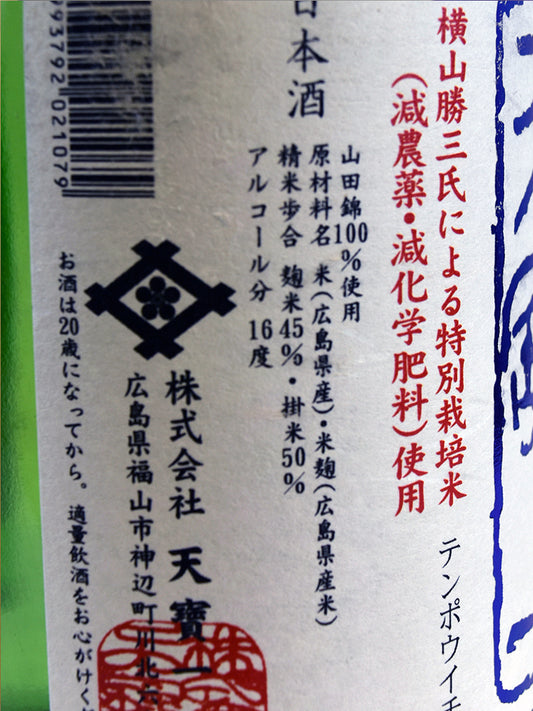 横山勝三氏による特別栽培米
(減農薬・減化学肥料)使用
テンポウイチ
日本酒
山田錦100%使用
原材料名 米(広島県産)・米麹(広島県産米)
精米歩合 麹米45%・掛米50%
アルコール分 16度
株式会社 天寳一
広島県福山市神辺町川北六
993792 021079
お酒は20歳になってから。 適量飲酒をお心がけくだ